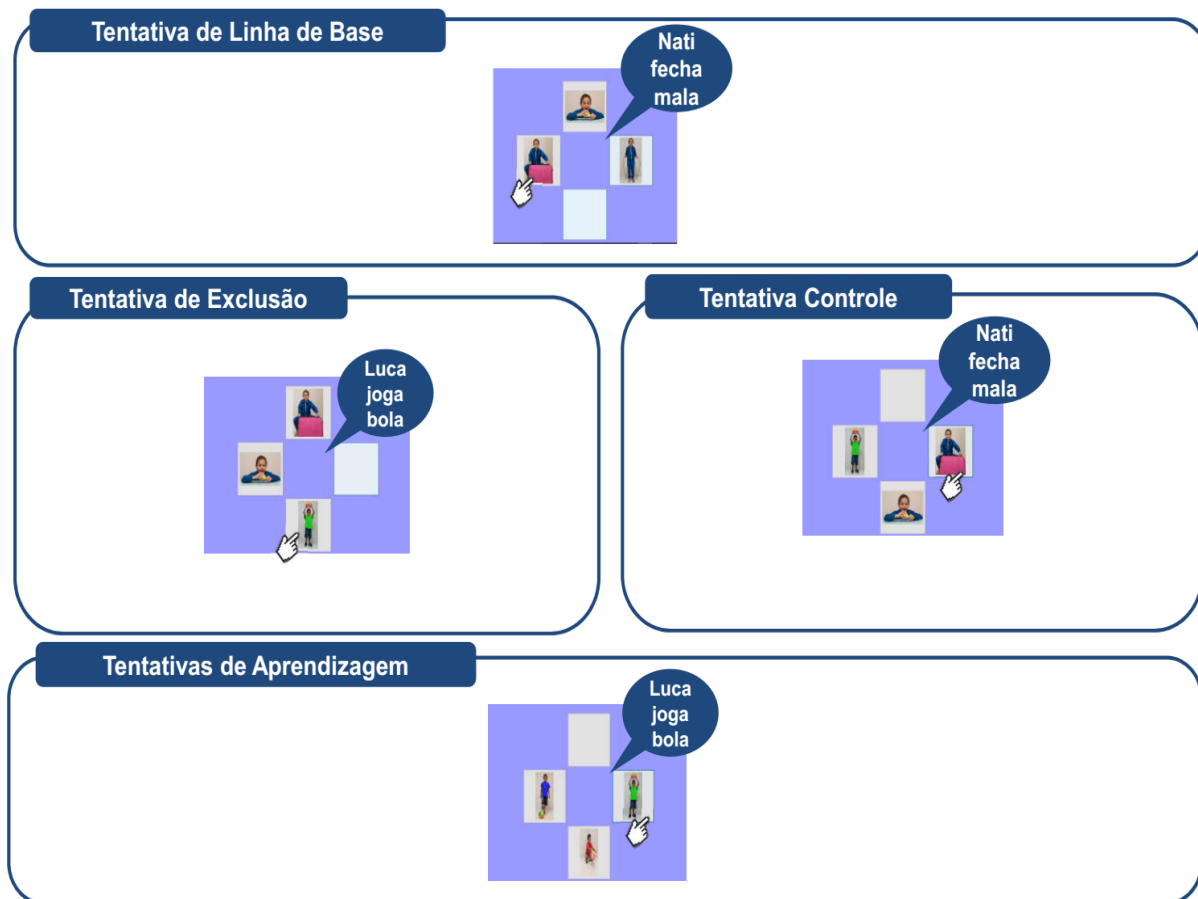 Tentativa de Linha de Base
Nati
fecha
mala
Tentativa de Exclusão
Luca
joga
bola
Tentativa Controle
Nati
fecha
mala
Tentativas de Aprendizagem
Luca
joga
bola